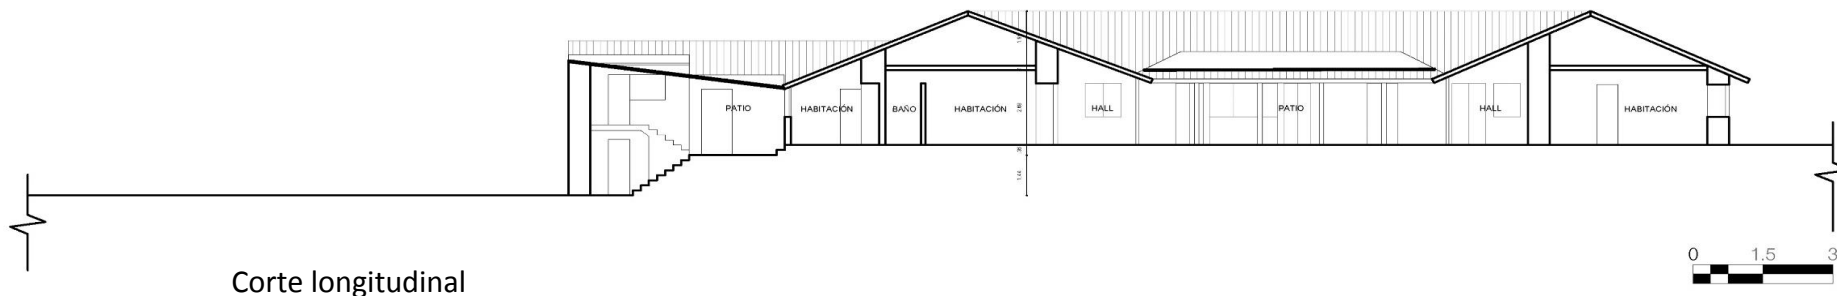 PATIO
HABITACIÓN
BAÑO
HABITACIÓN
HALL
PATIO
HALL
HABITACIÓN
Corte longitudinal
0 1.5 3